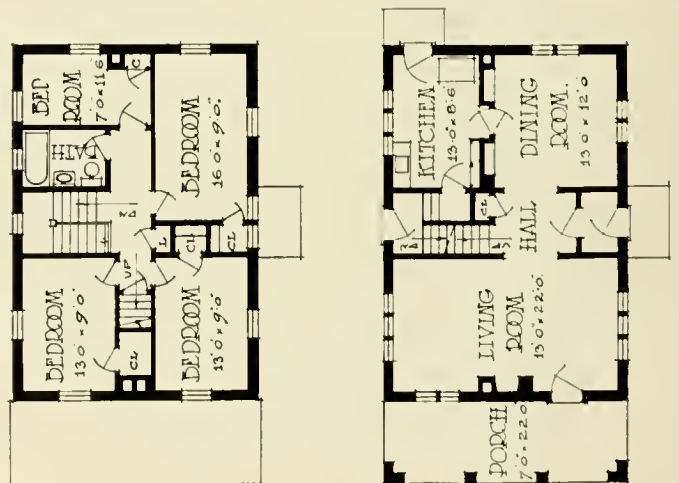 BED
ROOM
7'0" x 11'6
C
BATH
BEDROOM
16'0" x 9'0"
L
CL
CL
UP
BEDROOM
13'0" x 9'0"
CL
BEDROOM
13'0" x 9'0"
KITCHEN
13'0" x 8'6
DINING
ROOM.
13'0" x 12'0
CL
HALL
LIVING
ROOM
13'0" x 22'0"
PORCH
7'0" x 22'0